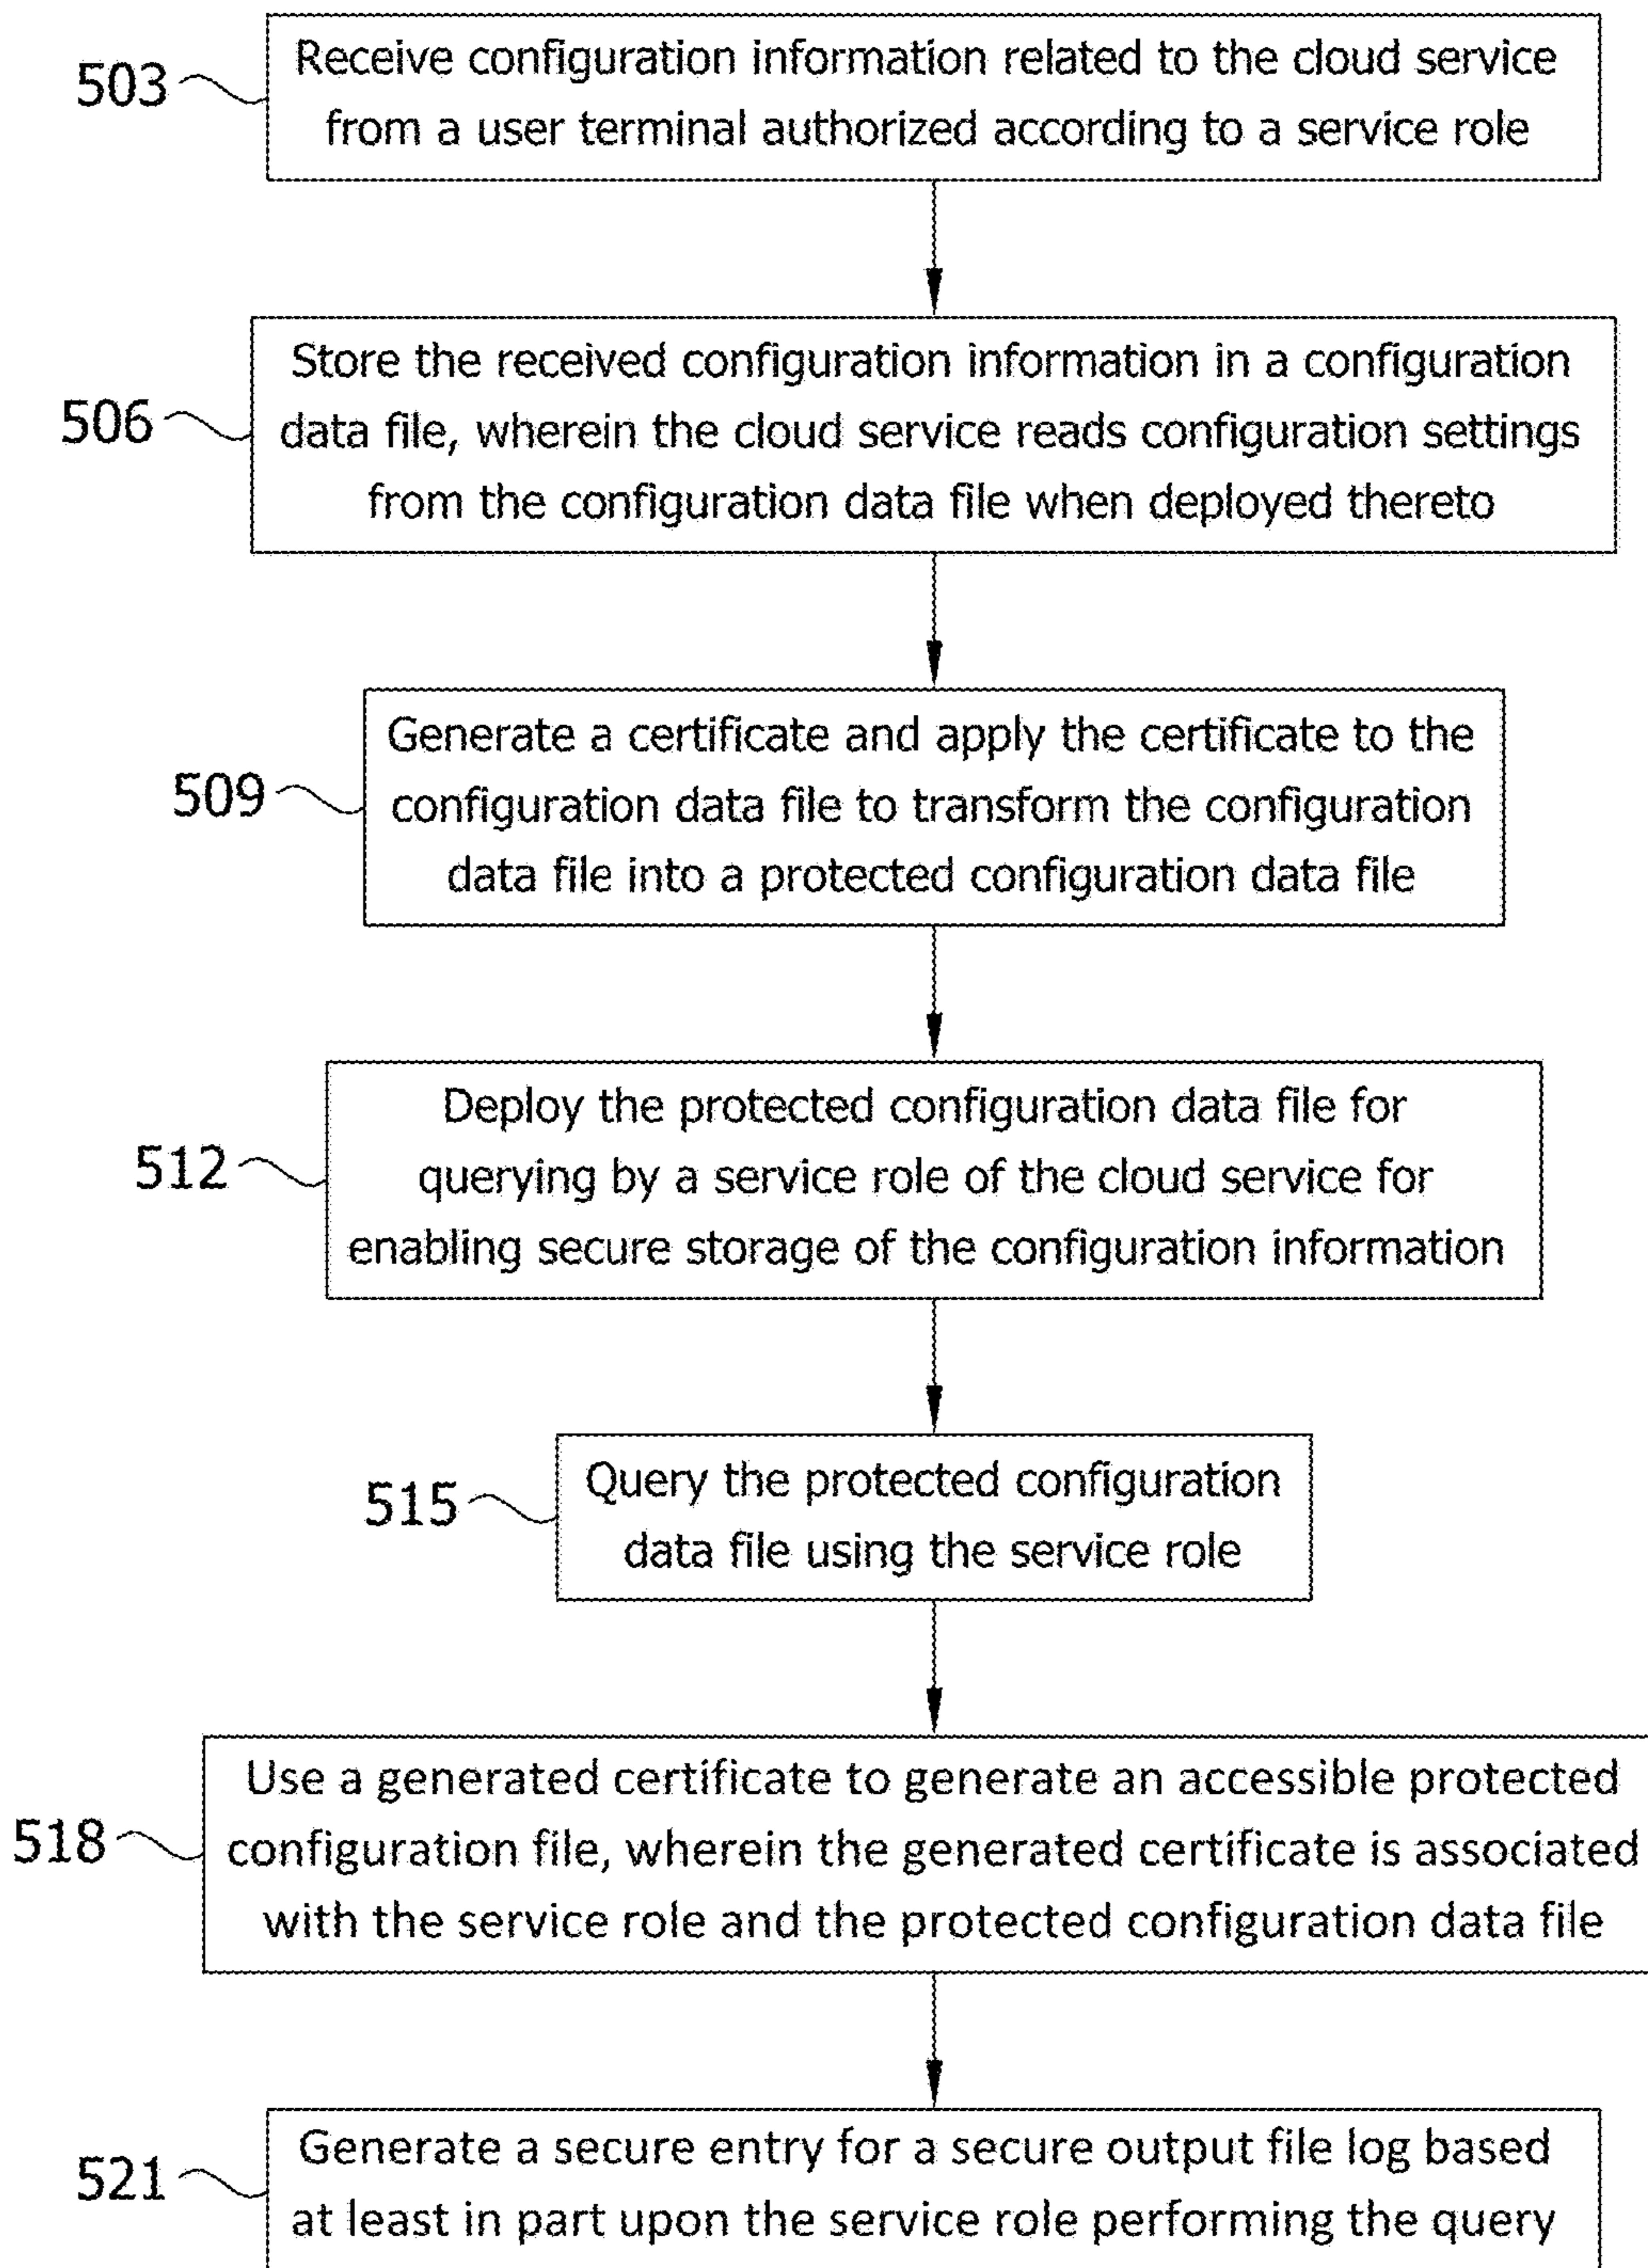 503
Receive configuration information related to the cloud service
from a user terminal authorized according to a service role
506
Store the received configuration information in a configuration
data file, wherein the cloud service reads configuration settings
from the configuration data file when deployed thereto
509
Generate a certificate and apply the certificate to the
configuration data file to transform the configuration
data file into a protected configuration data file
512
Deploy the protected configuration data file for
querying by a service role of the cloud service for
enabling secure storage of the configuration information
515
Query the protected configuration
data file using the service role
518
Use a generated certificate to generate an accessible protected
configuration file, wherein the generated certificate is associated
with the service role and the protected configuration data file
521
Generate a secure entry for a secure output file log based
at least in part upon the service role performing the query